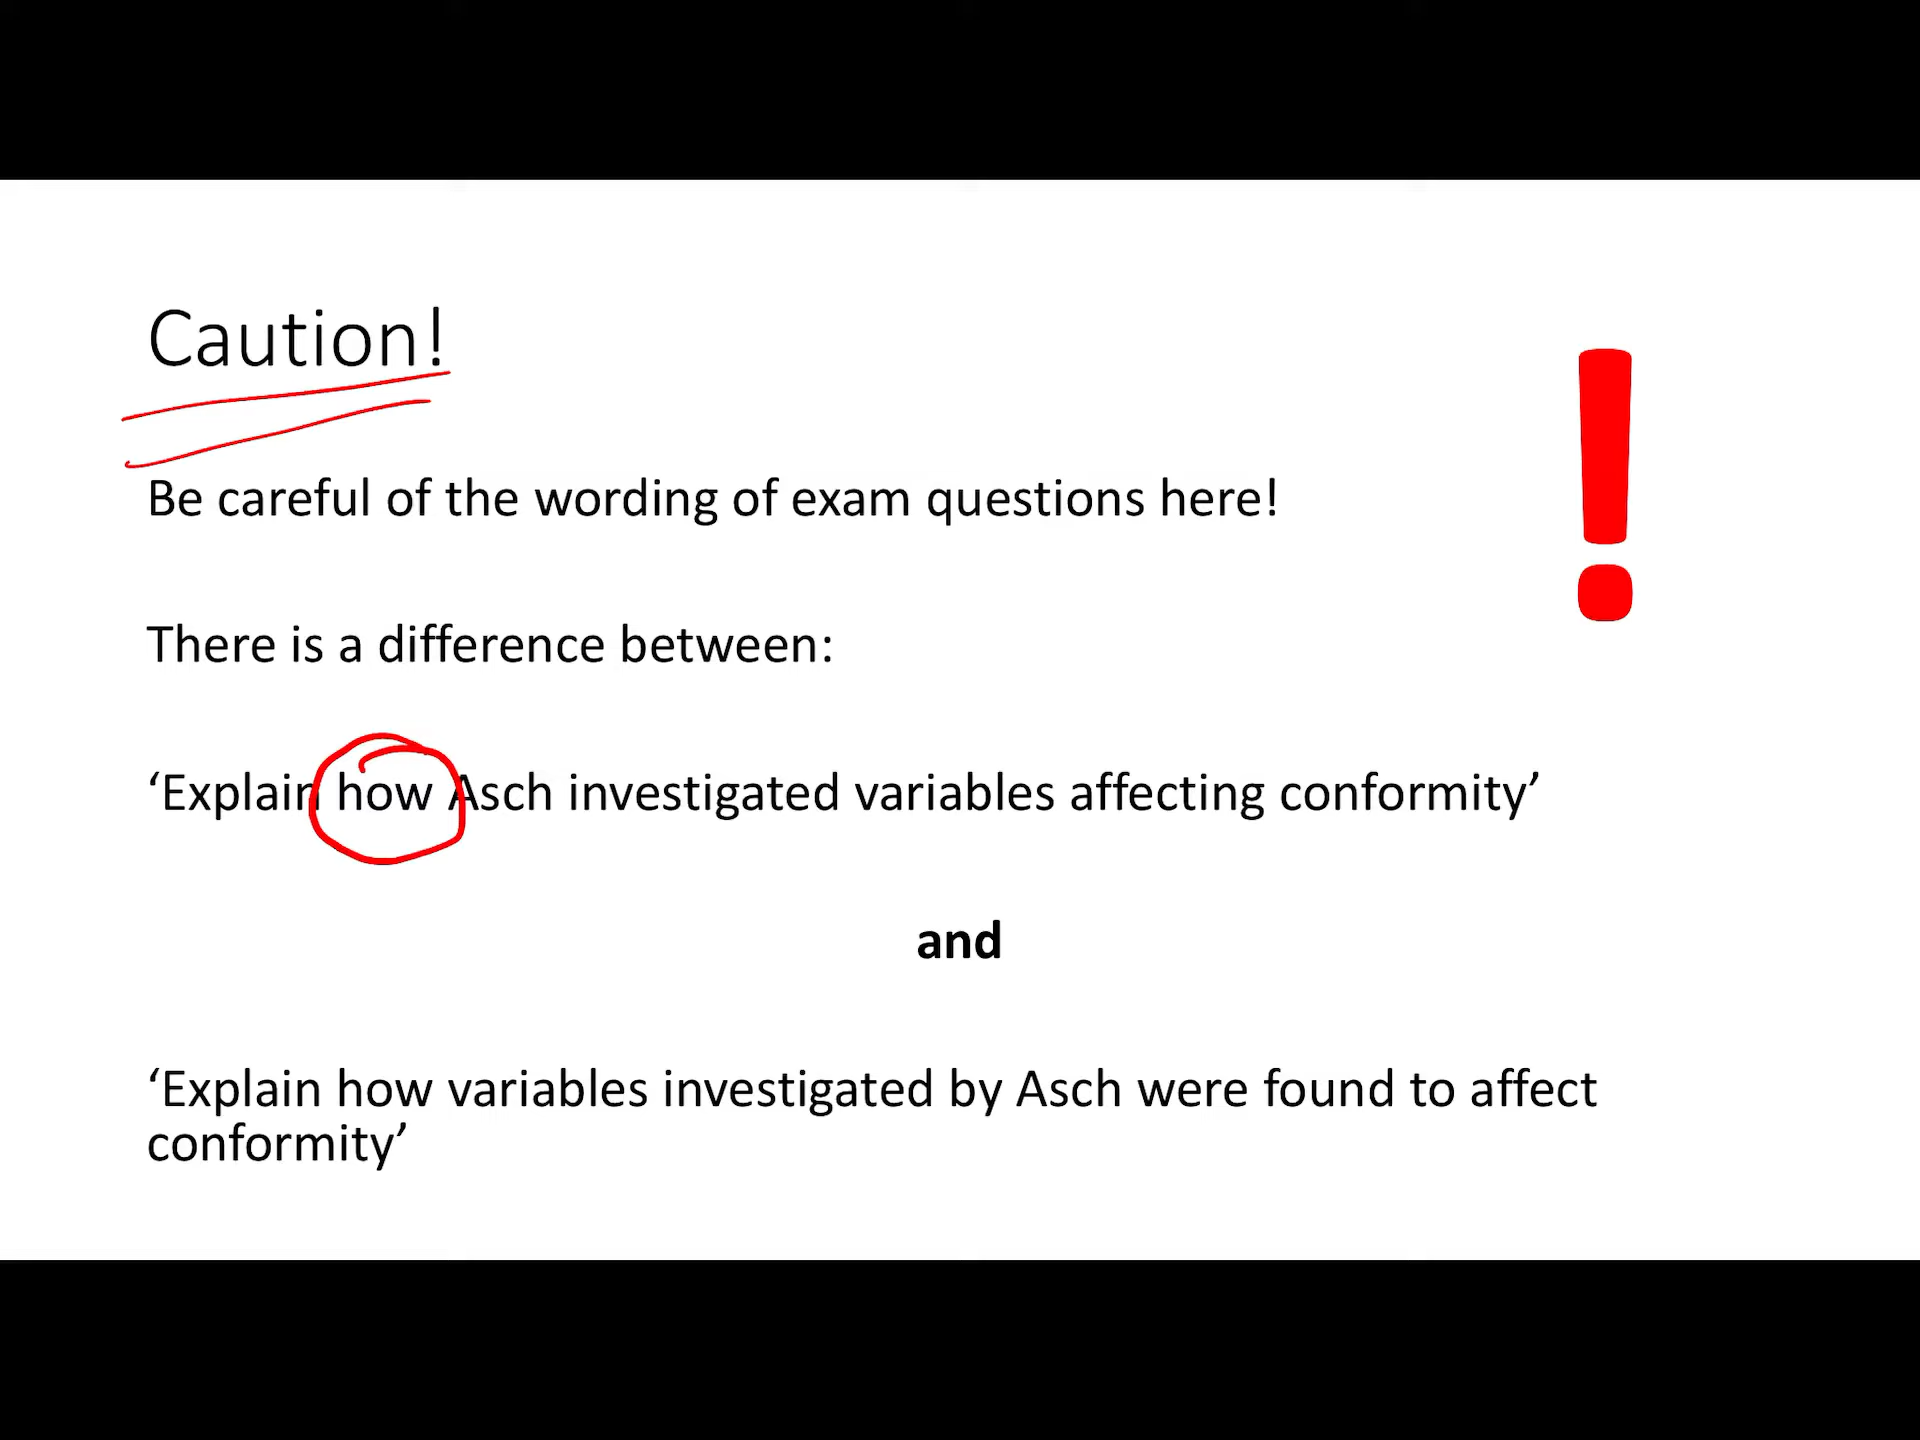 Caution!
Be careful of the wording of exam questions here!
There is a difference between:
‘Explain how Asch investigated variables affecting conformity’
and
‘Explain how variables investigated by Asch were found to affect
conformity’
!